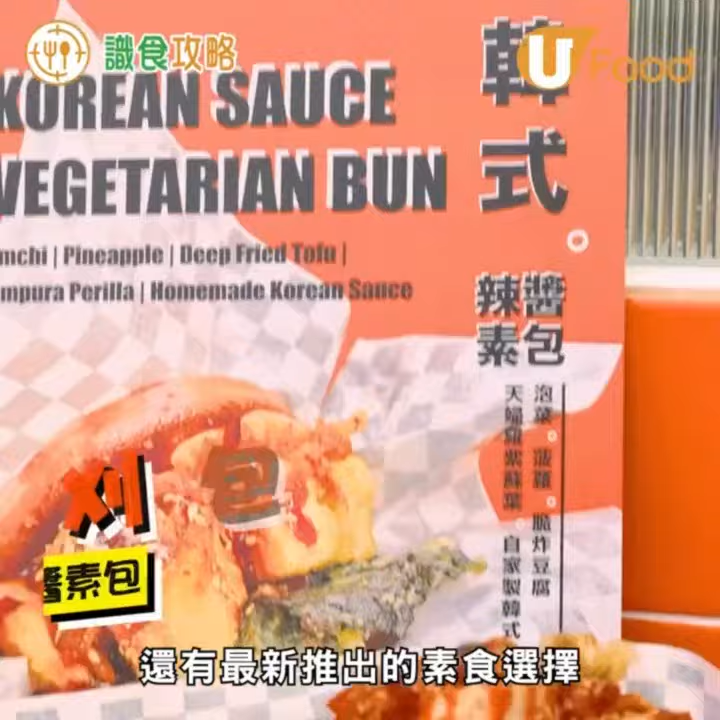 識食攻略
U Food
KOREAN SAUCE
VEGETARIAN BUN
mchi | Pineapple | Deep Fried Tofu |
mpura Perilla | Homemade Korean Sauce
韓式。
辣醬
素包
泡菜。菠蘿。脆炸豆腐
天婦羅紫蘇葉。自家製韓式
刈包
醬素包
還有最新推出的素食選擇